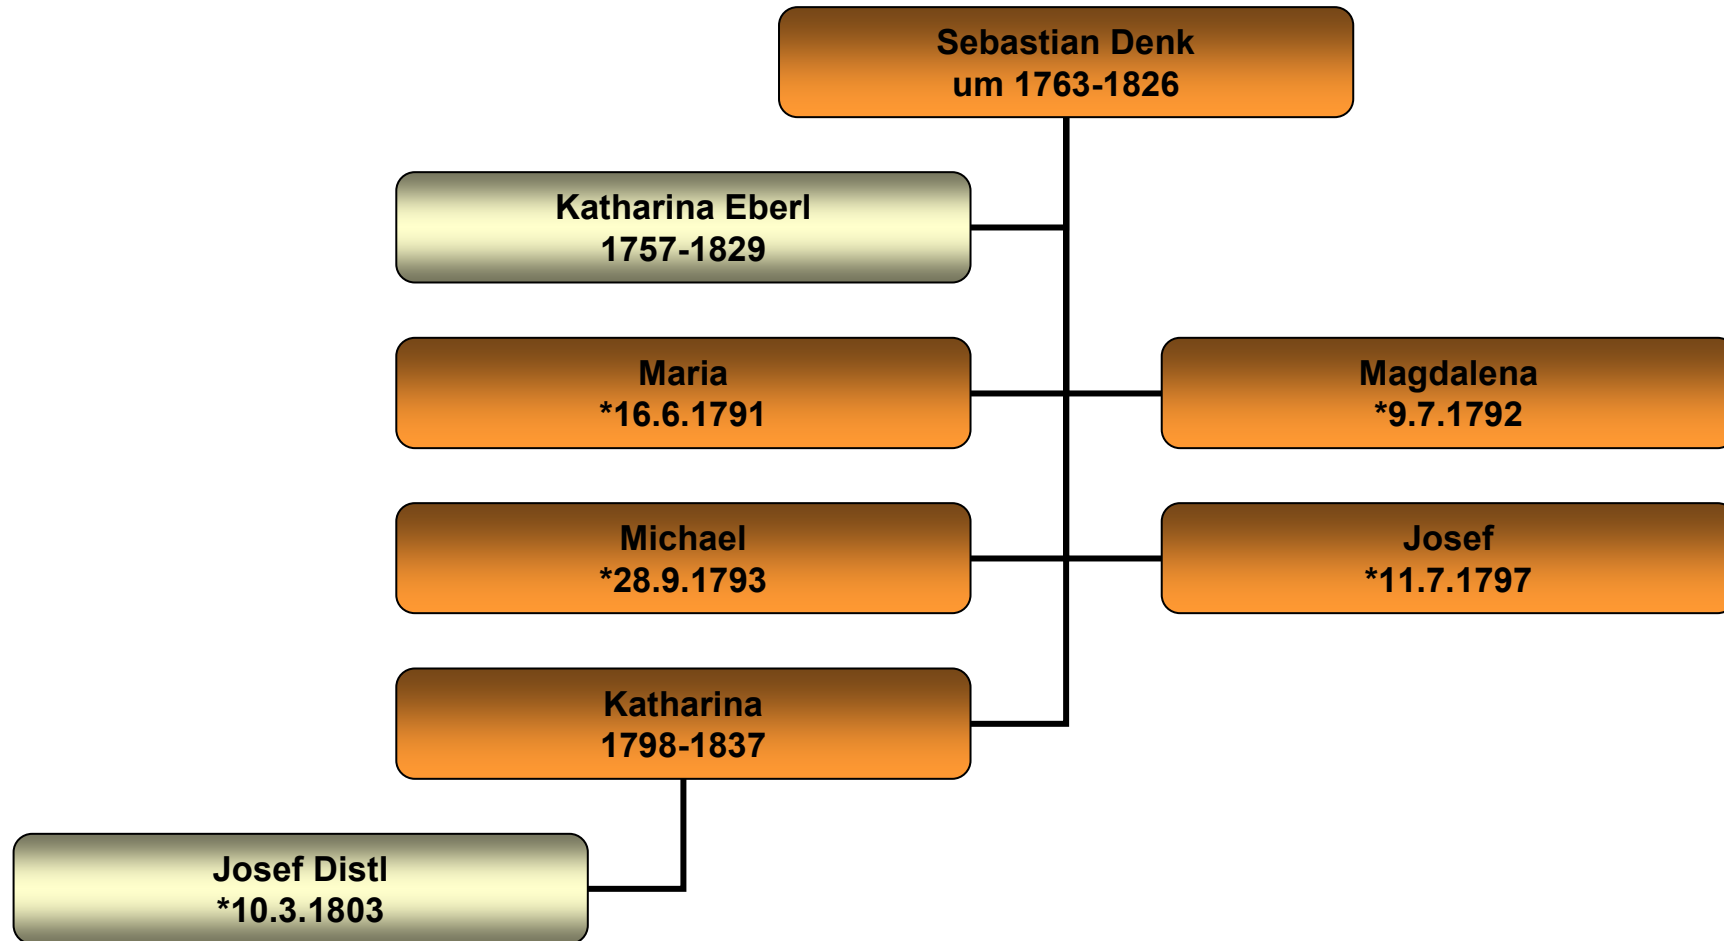 Sebastian Denk
um 1763-1826
Katharina Eberl
1757-1829
Maria
*16.6.1791
Magdalena
*9.7.1792
Michael
*28.9.1793
Josef
*11.7.1797
Katharina
1798-1837
Josef Distl
*10.3.1803